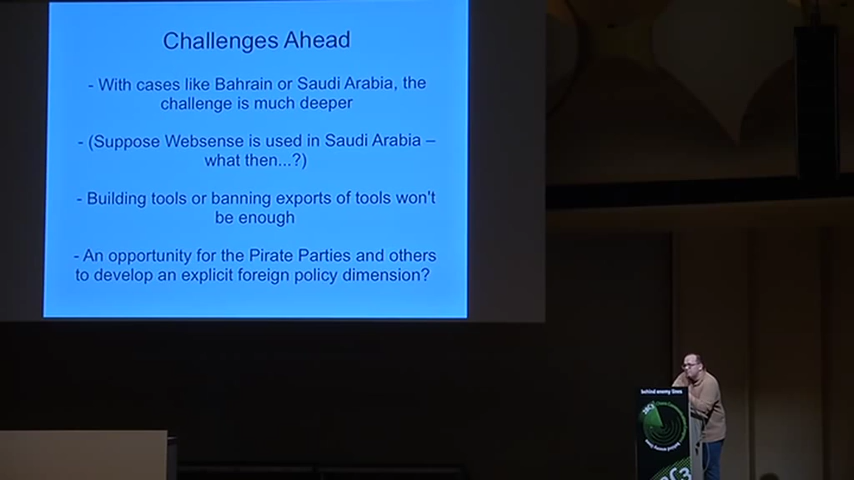 Challenges Ahead
- With cases like Bahrain or Saudi Arabia, the
challenge is much deeper
- (Suppose Websense is used in Saudi Arabia –
what then...?)
- Building tools or banning exports of tools won't
be enough
- An opportunity for the Pirate Parties and others
to develop an explicit foreign policy dimension?
behind enemy lines